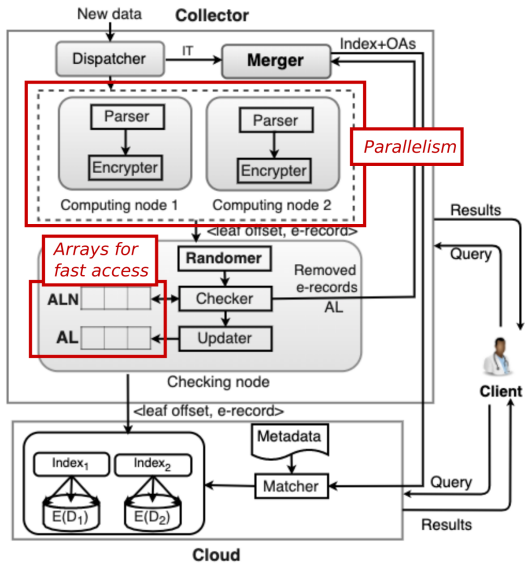 New data
Collector
Dispatcher
IT
Merger
Index+OAs
Parser
Parser
Encrypter
Encrypter
Computing node 1
Computing node 2
Parallelism
<leaf offset, e-record>
Results
Query
Arrays for
fast access
Randomer
Removed
e-records
AL
ALN
Checker
AL
Updater
Checking node
Client
<leaf offset, e-record>
Metadata
Index1
Index2
Matcher
Query
E(D1)
E(D2)
Results
Cloud